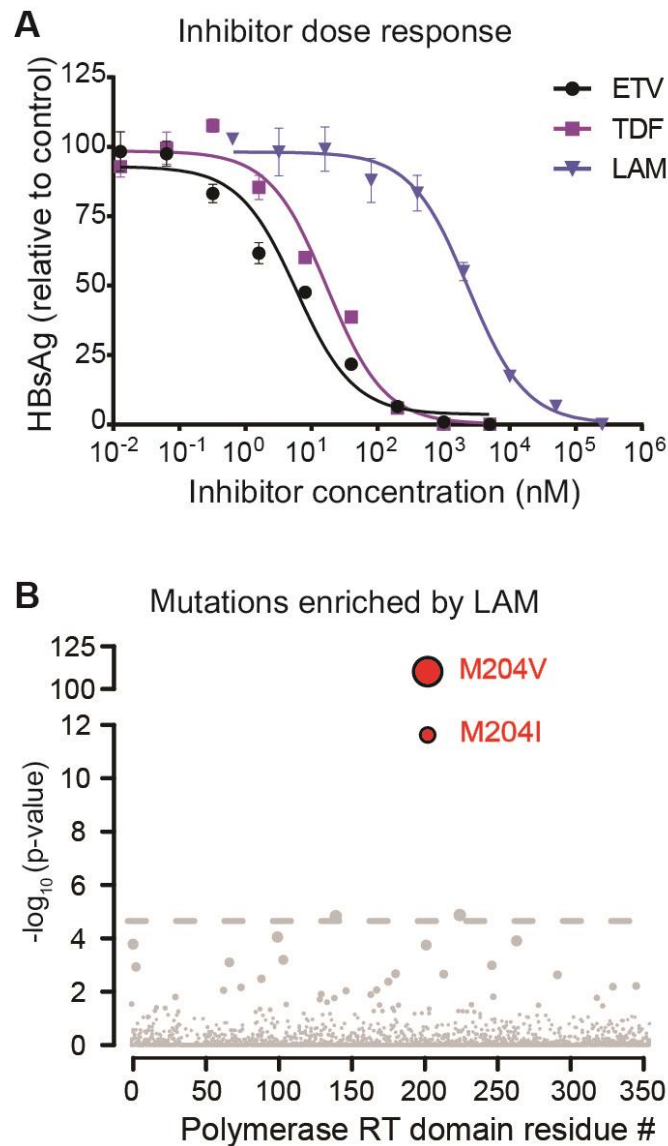 A
Inhibitor dose response
HBsAg (relative to control)
125
100
75
50
25
0
10⁻² 10⁻¹ 10⁰ 10¹ 10² 10³ 10⁴ 10⁵ 10⁶
Inhibitor concentration (nM)
ETV
TDF
LAM
B
Mutations enriched by LAM
-log₁₀ (p-value)
125
100
12
10
8
6
4
2
0
M204V
M204I
0 50 100 150 200 250 300 350
Polymerase RT domain residue #